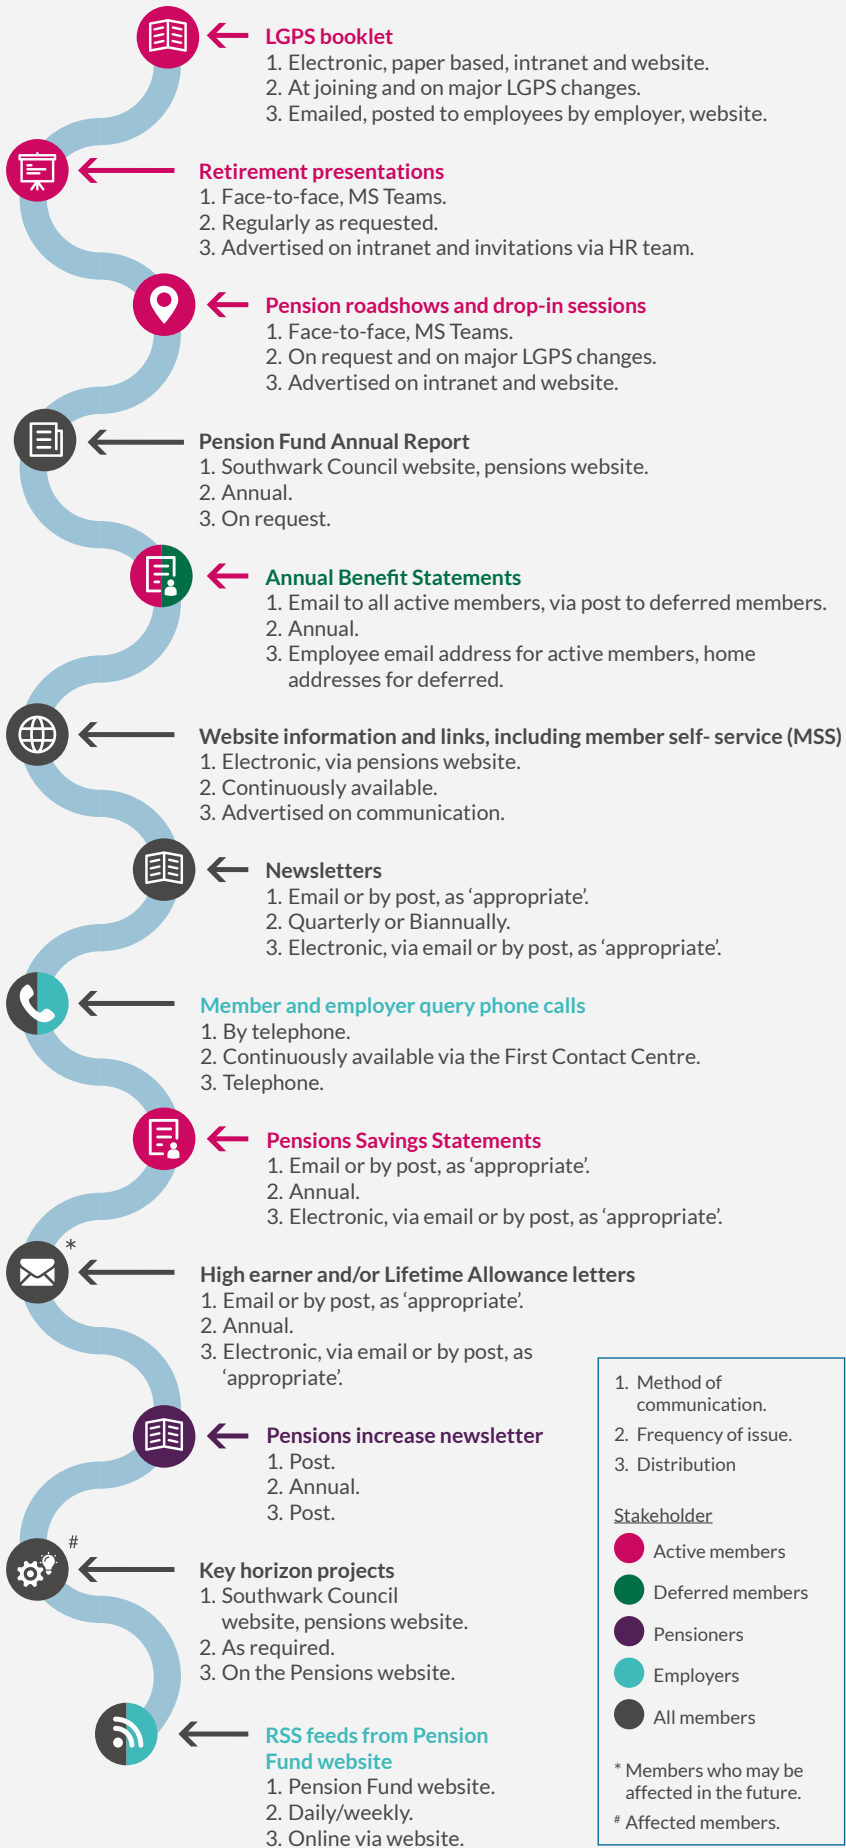 LGPS booklet
1. Electronic, paper based, intranet and website.
2. At joining and on major LGPS changes.
3. Emailed, posted to employees by employer, website.
Retirement presentations
1. Face-to-face, MS Teams.
2. Regularly as requested.
3. Advertised on intranet and invitations via HR team.
Pension roadshows and drop-in sessions
1. Face-to-face, MS Teams.
2. On request and on major LGPS changes.
3. Advertised on intranet and website.
Pension Fund Annual Report
1. Southwark Council website, pensions website.
2. Annual.
3. On request.
Annual Benefit Statements
1. Email to all active members, via post to deferred members.
2. Annual.
3. Employee email address for active members, home
addresses for deferred.
Website information and links, including member self- service (MSS)
1. Electronic, via pensions website.
2. Continuously available.
3. Advertised on communication.
Newsletters
1. Email or by post, as ‘appropriate’.
2. Quarterly or Biannually.
3. Electronic, via email or by post, as ‘appropriate’.
Member and employer query phone calls
1. By telephone.
2. Continuously available via the First Contact Centre.
3. Telephone.
Pensions Savings Statements
1. Email or by post, as ‘appropriate’.
2. Annual.
3. Electronic, via email or by post, as ‘appropriate’.
*
High earner and/or Lifetime Allowance letters
1. Email or by post, as ‘appropriate’.
2. Annual.
3. Electronic, via email or by post, as
‘appropriate’.
Pensions increase newsletter
1. Post.
2. Annual.
3. Post.
#
Key horizon projects
1. Southwark Council
website, pensions website.
2. As required.
3. On the Pensions website.
RSS feeds from Pension
Fund website
1. Pension Fund website.
2. Daily/weekly.
3. Online via website.
1. Method of
communication.
2. Frequency of issue.
3. Distribution
Stakeholder
Active members
Deferred members
Pensioners
Employers
All members
* Members who may be
affected in the future.
# Affected members.